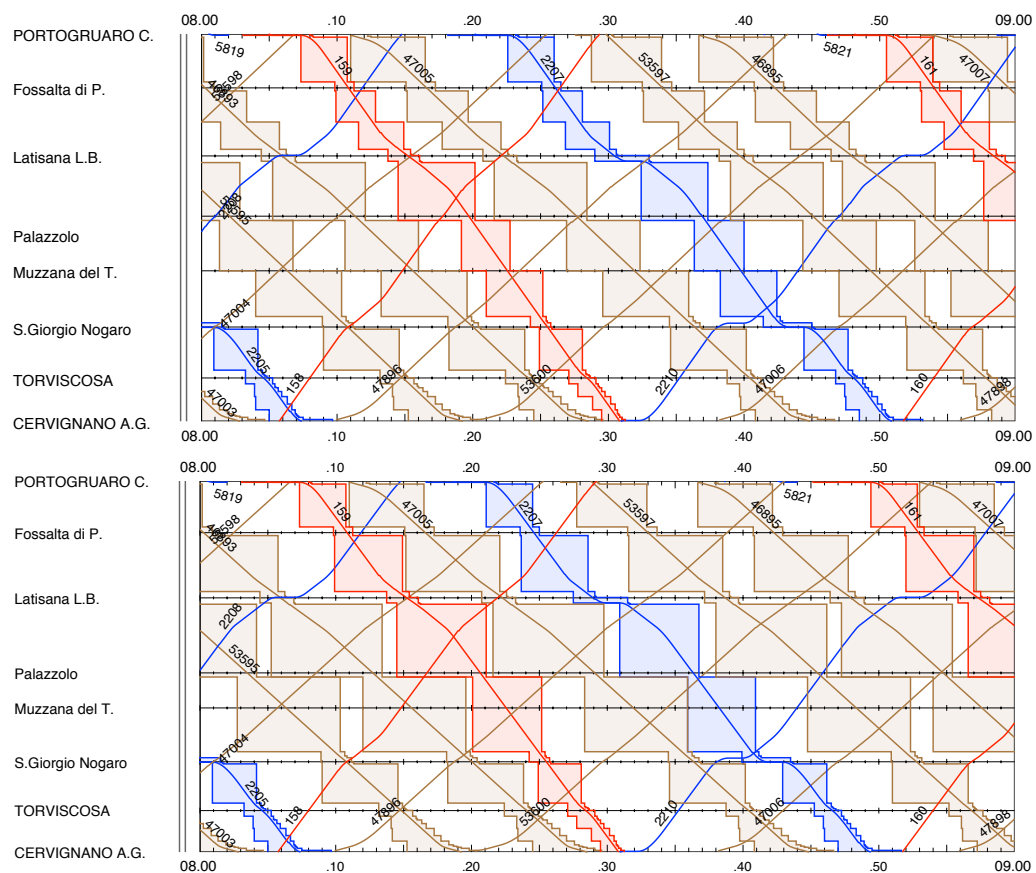 08.00 .10 .20 .30 .40 .50 09.00
PORTOGRUARO C.
5819
159
47005
2207
53597
46895
5821
161
47007
Fossalta di P.
Latisana L.B.
2208
53595
Palazzolo
Muzzana del T.
47004
S.Giorgio Nogaro
2205
158
47896
53600
2210
47006
160
47898
TORVISCOSA
47003
CERVIGNANO A.G.
08.00 .10 .20 .30 .40 .50 09.00
08.00 .10 .20 .30 .40 .50 09.00
PORTOGRUARO C.
5819
159
47005
2207
53597
46895
5821
161
47007
Fossalta di P.
Latisana L.B.
2208
53595
Palazzolo
Muzzana del T.
47004
S.Giorgio Nogaro
2205
158
47896
53600
2210
47006
160
47898
TORVISCOSA
47003
CERVIGNANO A.G.
08.00 .10 .20 .30 .40 .50 09.00